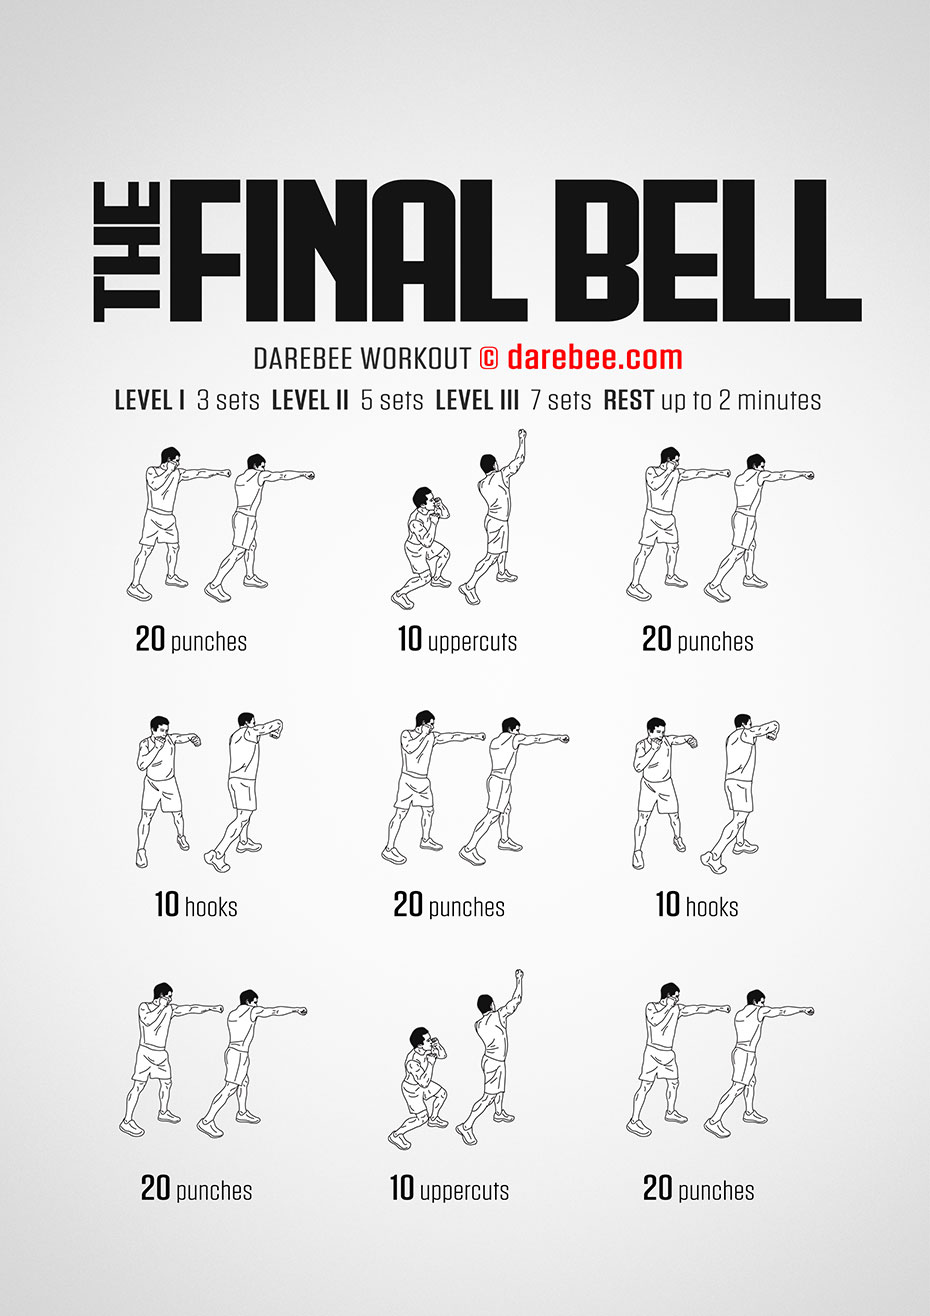 THE FINAL BELL
DAREBEE WORKOUT © darebee.com
LEVEL I 3 sets LEVEL II 5 sets LEVEL III 7 sets REST up to 2 minutes
20 punches
10 uppercuts
20 punches
10 hooks
20 punches
10 hooks
20 punches
10 uppercuts
20 punches